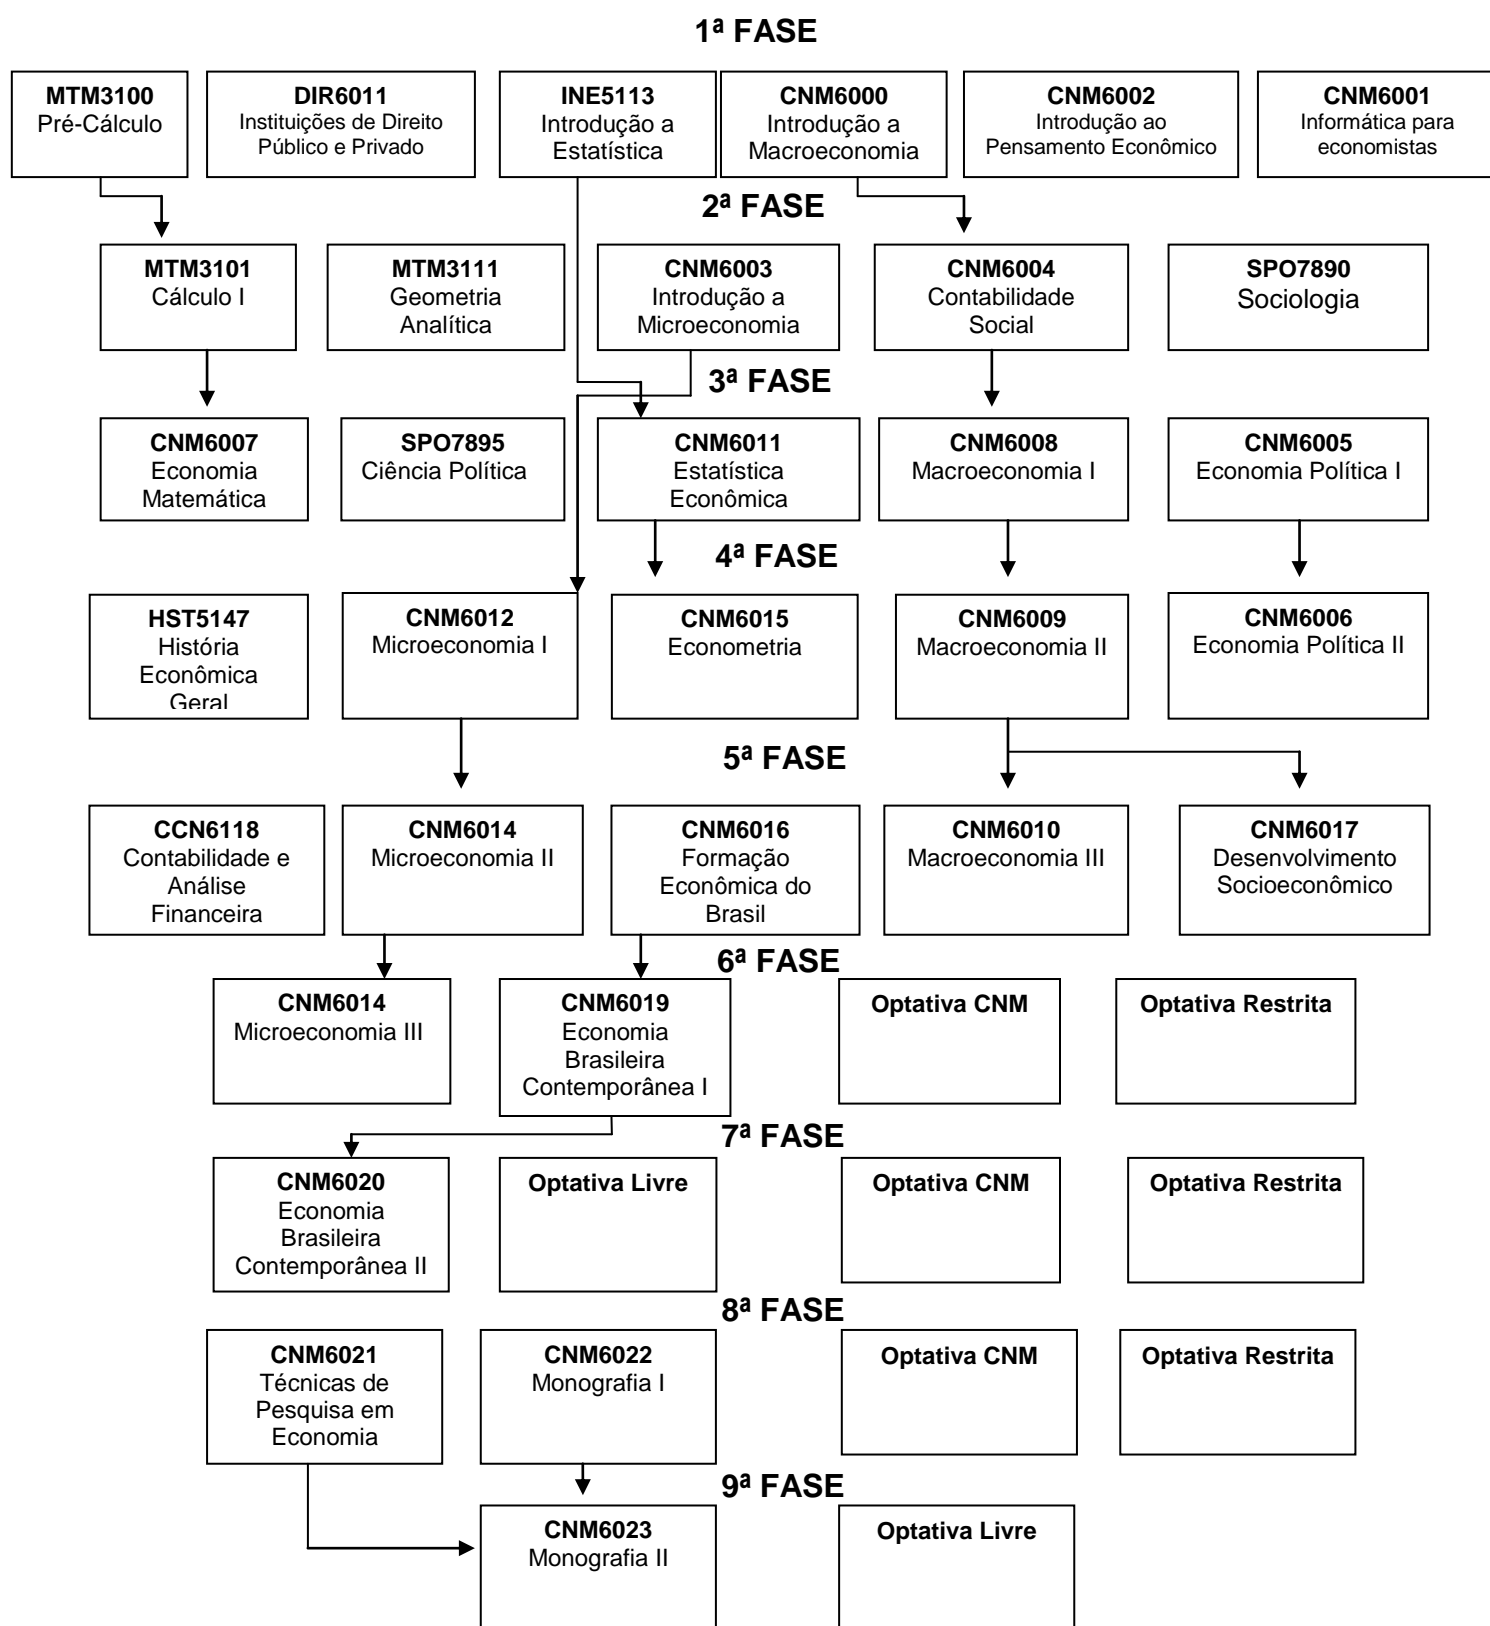 1ª FASE
MTM3100
Pré-Cálculo
DIR6011
Instituições de Direito
Público e Privado
INE5113
Introdução a
Estatística
CNM6000
Introdução a
Macroeconomia
CNM6002
Introdução ao
Pensamento Econômico
CNM6001
Informática para
economistas
2ª FASE
MTM3101
Cálculo I
MTM3111
Geometria
Analítica
CNM6003
Introdução a
Microeconomia
CNM6004
Contabilidade
Social
SPO7890
Sociologia
3ª FASE
CNM6007
Economia
Matemática
SPO7895
Ciência Política
CNM6011
Estatística
Econômica
CNM6008
Macroeconomia I
CNM6005
Economia Política I
4ª FASE
HST5147
História
Econômica
Geral
CNM6012
Microeconomia I
CNM6015
Econometria
CNM6009
Macroeconomia II
CNM6006
Economia Política II
5ª FASE
CCN6118
Contabilidade e
Análise
Financeira
CNM6014
Microeconomia II
CNM6016
Formação
Econômica do
Brasil
CNM6010
Macroeconomia III
CNM6017
Desenvolvimento
Socioeconômico
6ª FASE
CNM6014
Microeconomia III
CNM6019
Economia
Brasileira
Contemporânea I
Optativa CNM
Optativa Restrita
7ª FASE
CNM6020
Economia
Brasileira
Contemporânea II
Optativa Livre
Optativa CNM
Optativa Restrita
8ª FASE
CNM6021
Técnicas de
Pesquisa em
Economia
CNM6022
Monografia I
Optativa CNM
Optativa Restrita
9ª FASE
CNM6023
Monografia II
Optativa Livre